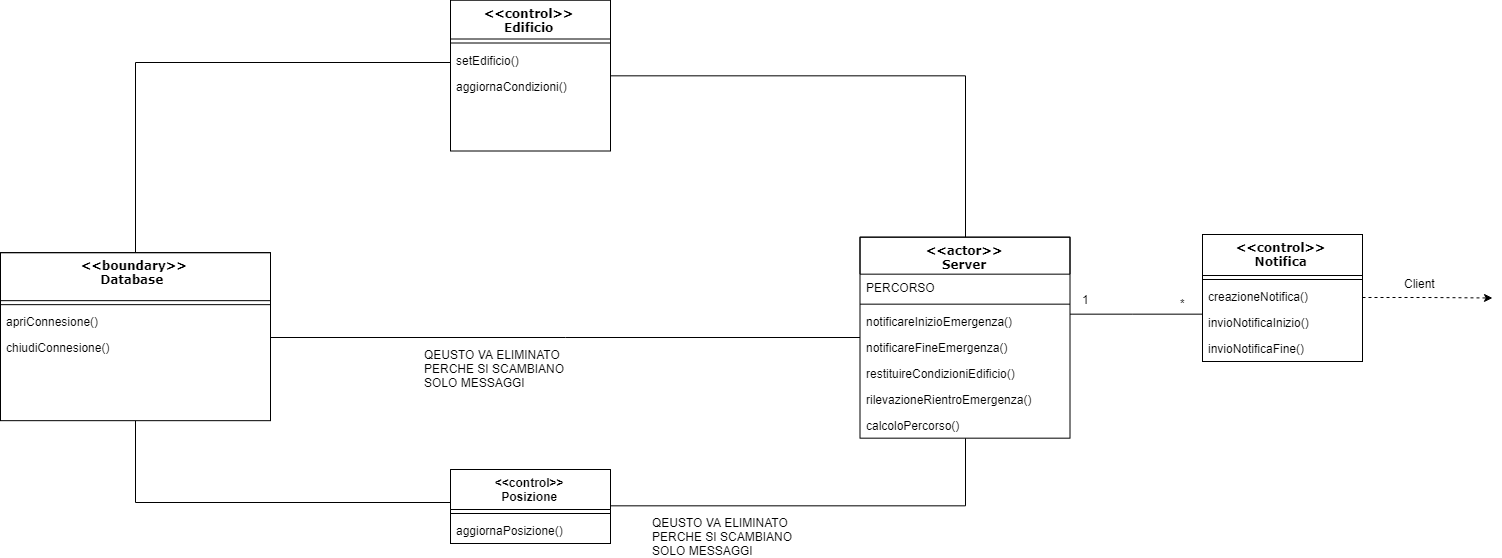 <<control>>
Edificio
setEdificio()
aggiornaCondizioni()
<<boundary>>
Database
apriConnesione()
chiudiConnesione()
QEUSTO VA ELIMINATO
PERCHE SI SCAMBIANO
SOLO MESSAGGI
<<actor>>
Server
PERCORSO
notificareInizioEmergenza()
notificareFineEmergenza()
restituireCondizioniEdificio()
rilevazioneRientroEmergenza()
calcoloPercorso()
1
*
<<control>>
Notifica
creazioneNotifica()
invioNotificaInizio()
invioNotificaFine()
Client
<<control>>
Posizione
aggiornaPosizione()
QEUSTO VA ELIMINATO
PERCHE SI SCAMBIANO
SOLO MESSAGGI